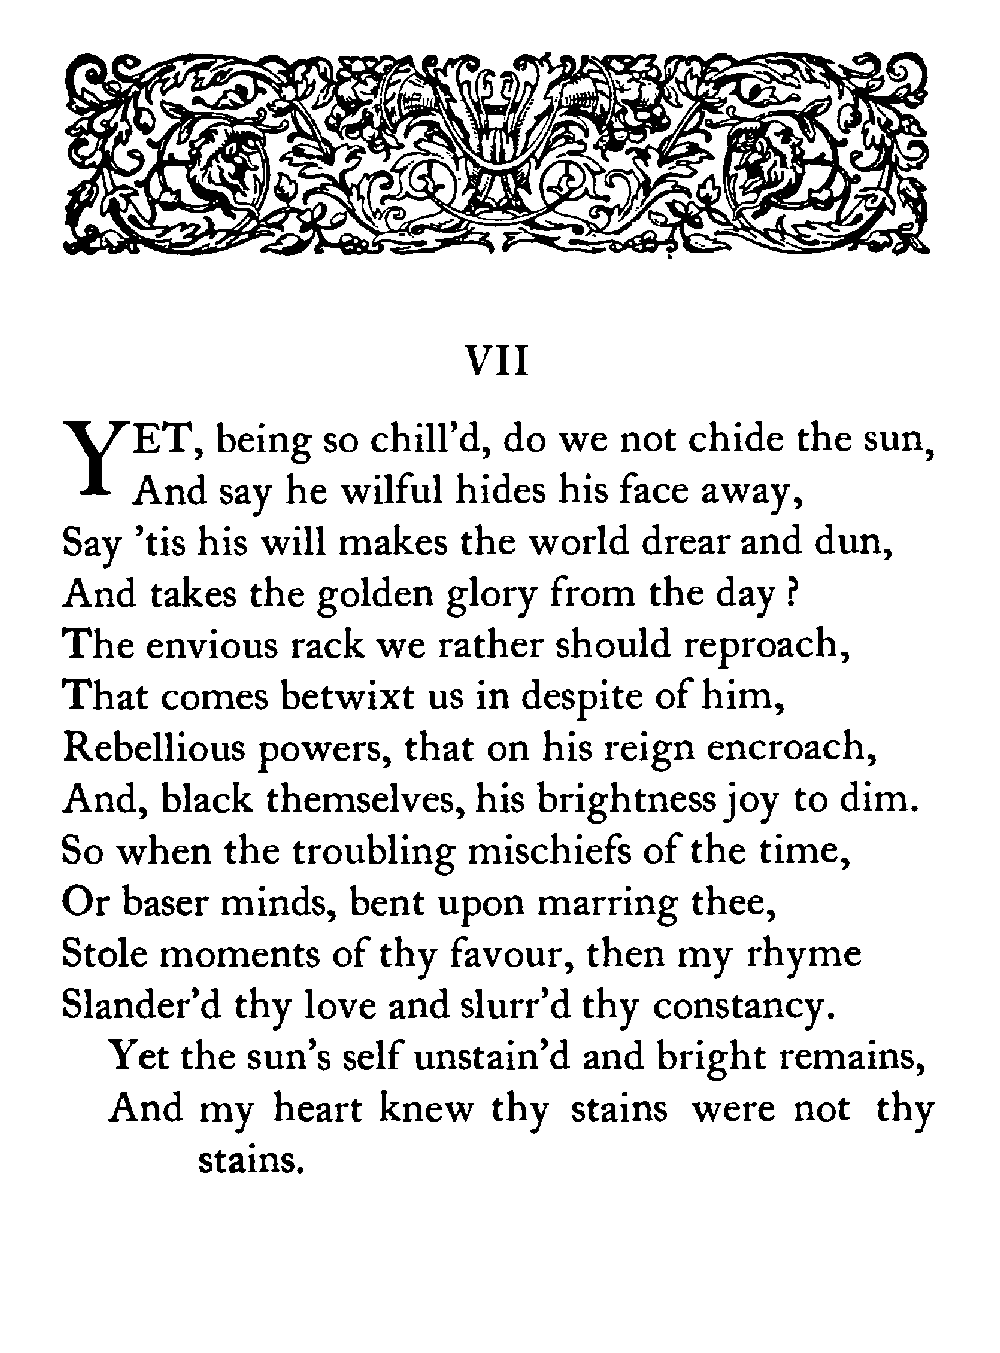 VII
YET, being so chill’d, do we not chide the sun,
And say he wilful hides his face away,
Say ’tis his will makes the world drear and dun,
And takes the golden glory from the day ?
The envious rack we rather should reproach,
That comes betwixt us in despite of him,
Rebellious powers, that on his reign encroach,
And, black themselves, his brightness joy to dim.
So when the troubling mischiefs of the time,
Or baser minds, bent upon marring thee,
Stole moments of thy favour, then my rhyme
Slander’d thy love and slurr’d thy constancy.
Yet the sun’s self unstain’d and bright remains,
And my heart knew thy stains were not thy
stains.